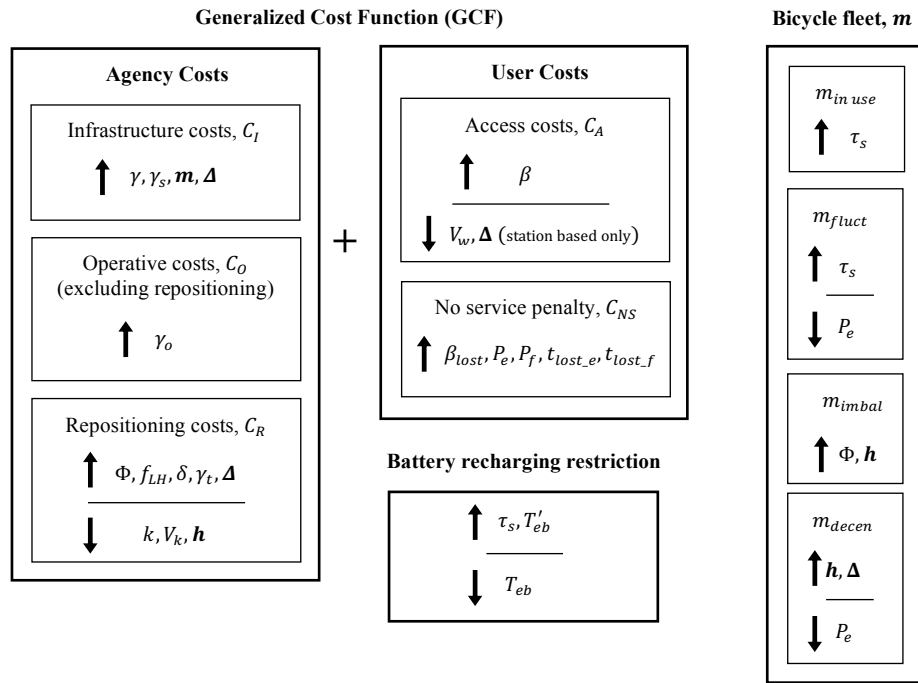 Generalized Cost Function (GCF)
Agency Costs
Infrastructure costs, C_I
γ, γ_s, m, Δ
Operative costs, C_O
(excluding repositioning)
γ_o
Repositioning costs, C_R
Φ, f_LH, δ, γ_t, Δ
k, V_k, h
+
User Costs
Access costs, C_A
β
V_w, Δ (station based only)
No service penalty, C_NS
β_lost, P_e, P_f, t_lost_e, t_lost_f
Battery recharging restriction
τ_s, T'_eb
T_eb
Bicycle fleet, m
m_in use
τ_s
m_fluct
τ_s
P_e
m_imbal
Φ, h
m_decen
h, Δ
P_e